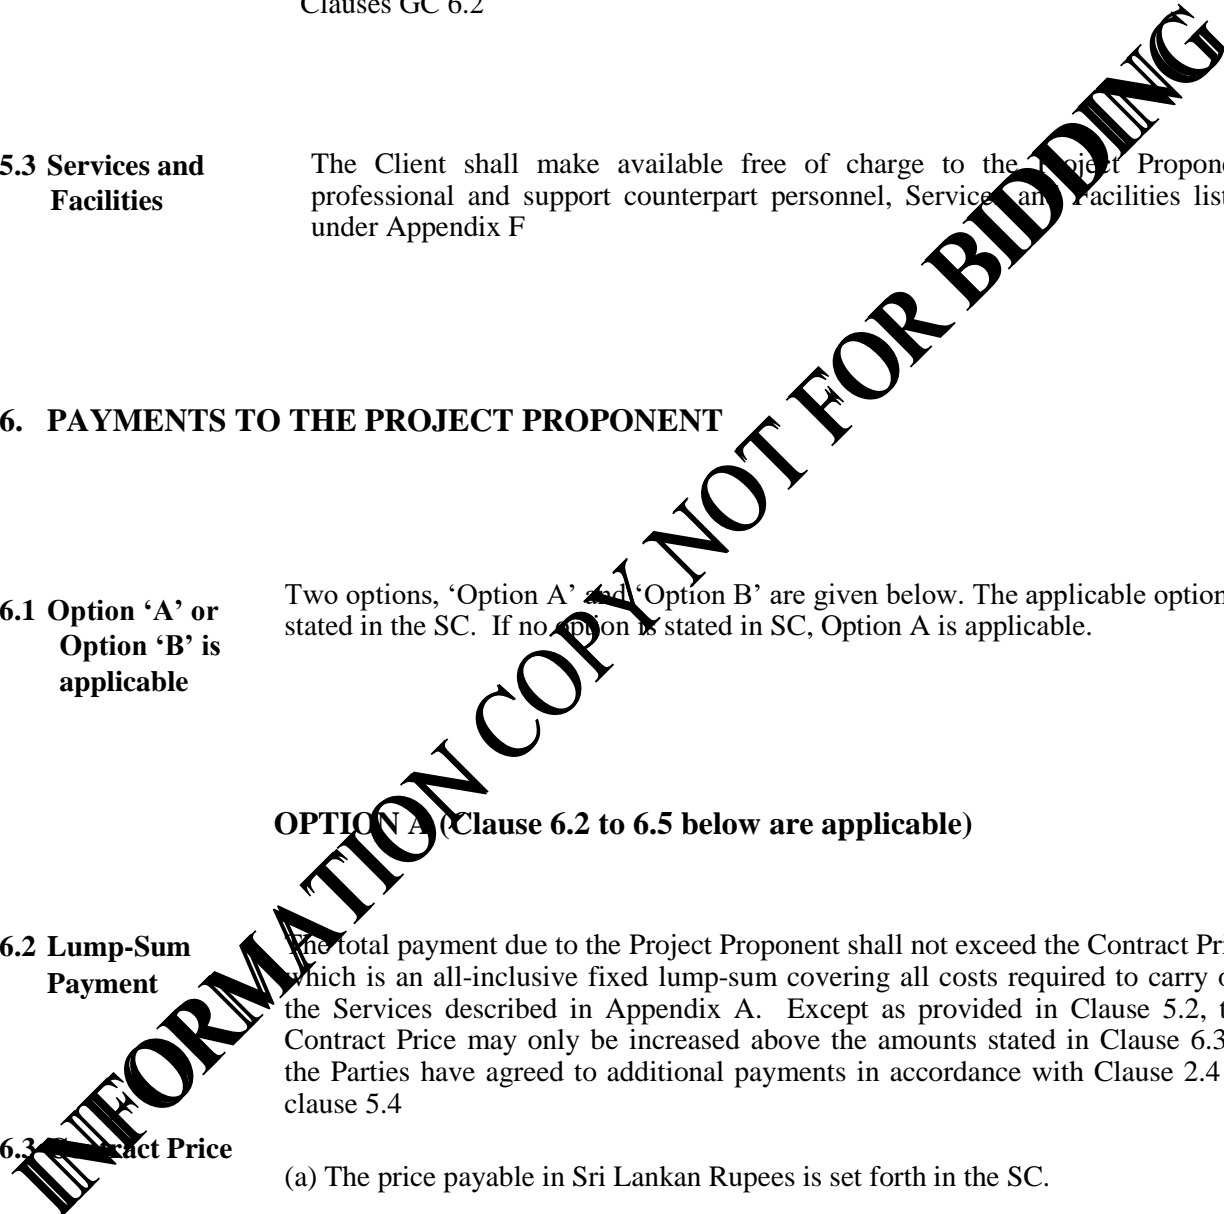 Clauses GC 6.2
5.3 Services and
Facilities
The Client shall make available free of charge to the Project
professional and support counterpart personnel, Services and Facilities
under Appendix F
6. PAYMENTS TO THE PROJECT PROPONENT
6.1 Option ‘A’ or
Option ‘B’ is
applicable
Two options, ‘Option A’ and ‘Option B’ are given below. The applicable option
stated in the SC. If no option is stated in SC, Option A is applicable.
OPTION A (Clause 6.2 to 6.5 below are applicable)
6.2 Lump-Sum
Payment
The total payment due to the Project Proponent shall not exceed the Contract
which is an all-inclusive fixed lump-sum covering all costs required to carry
the Services described in Appendix A. Except as provided in Clause 5.2,
Contract Price may only be increased above the amounts stated in Clause 6.3
the Parties have agreed to additional payments in accordance with Clause 2.4
clause 5.4
6.3 Contract Price
(a) The price payable in Sri Lankan Rupees is set forth in the SC.
INFORMATION COPY NOT FOR BIDDING